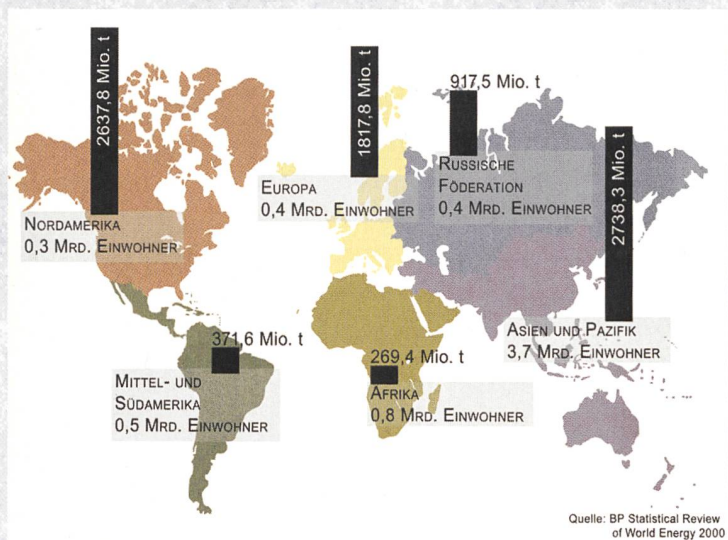 2637,8 Mio. t
NORDAMERIKA
0,3 MRD. EINWOHNER
1817,8 Mio. t
EUROPA
0,4 MRD. EINWOHNER
917,5 Mio. t
RUSSISCHE
FÖDERATION
0,4 MRD. EINWOHNER
2738,3 Mio. t
ASIEN UND PAZIFIK
3,7 MRD. EINWOHNER
371,6 Mio. t
MITTEL- UND
SÜDAMERIKA
0,5 MRD. EINWOHNER
269,4 Mio. t
AFRIKA
0,8 MRD. EINWOHNER
Quelle: BP Statistical Review
of World Energy 2000